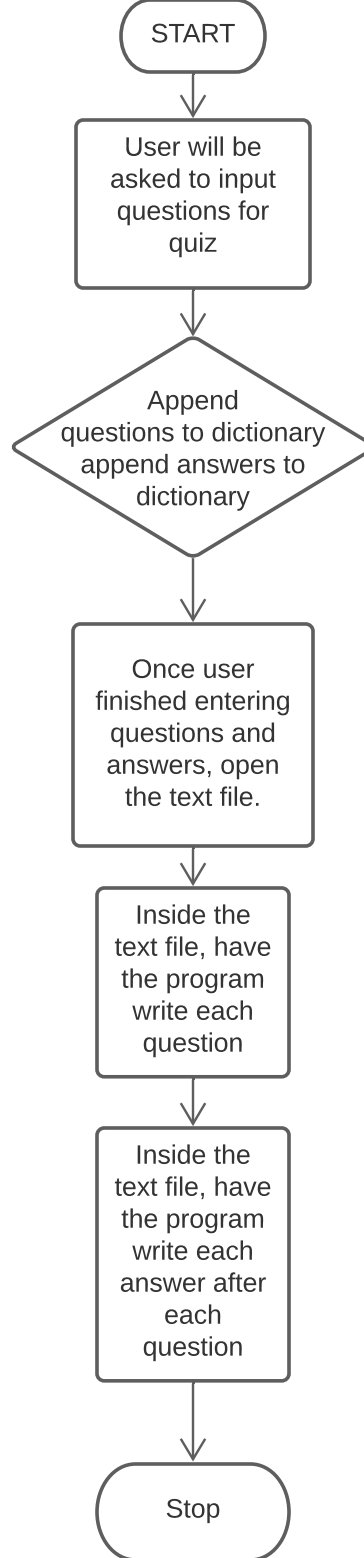 START
User will be
asked to input
questions for
quiz
Append
questions to dictionary
append answers to
dictionary
Once user
finished entering
questions and
answers, open
the text file.
Inside the
text file, have
the program
write each
question
Inside the
text file, have
the program
write each
answer after
each
question
Stop